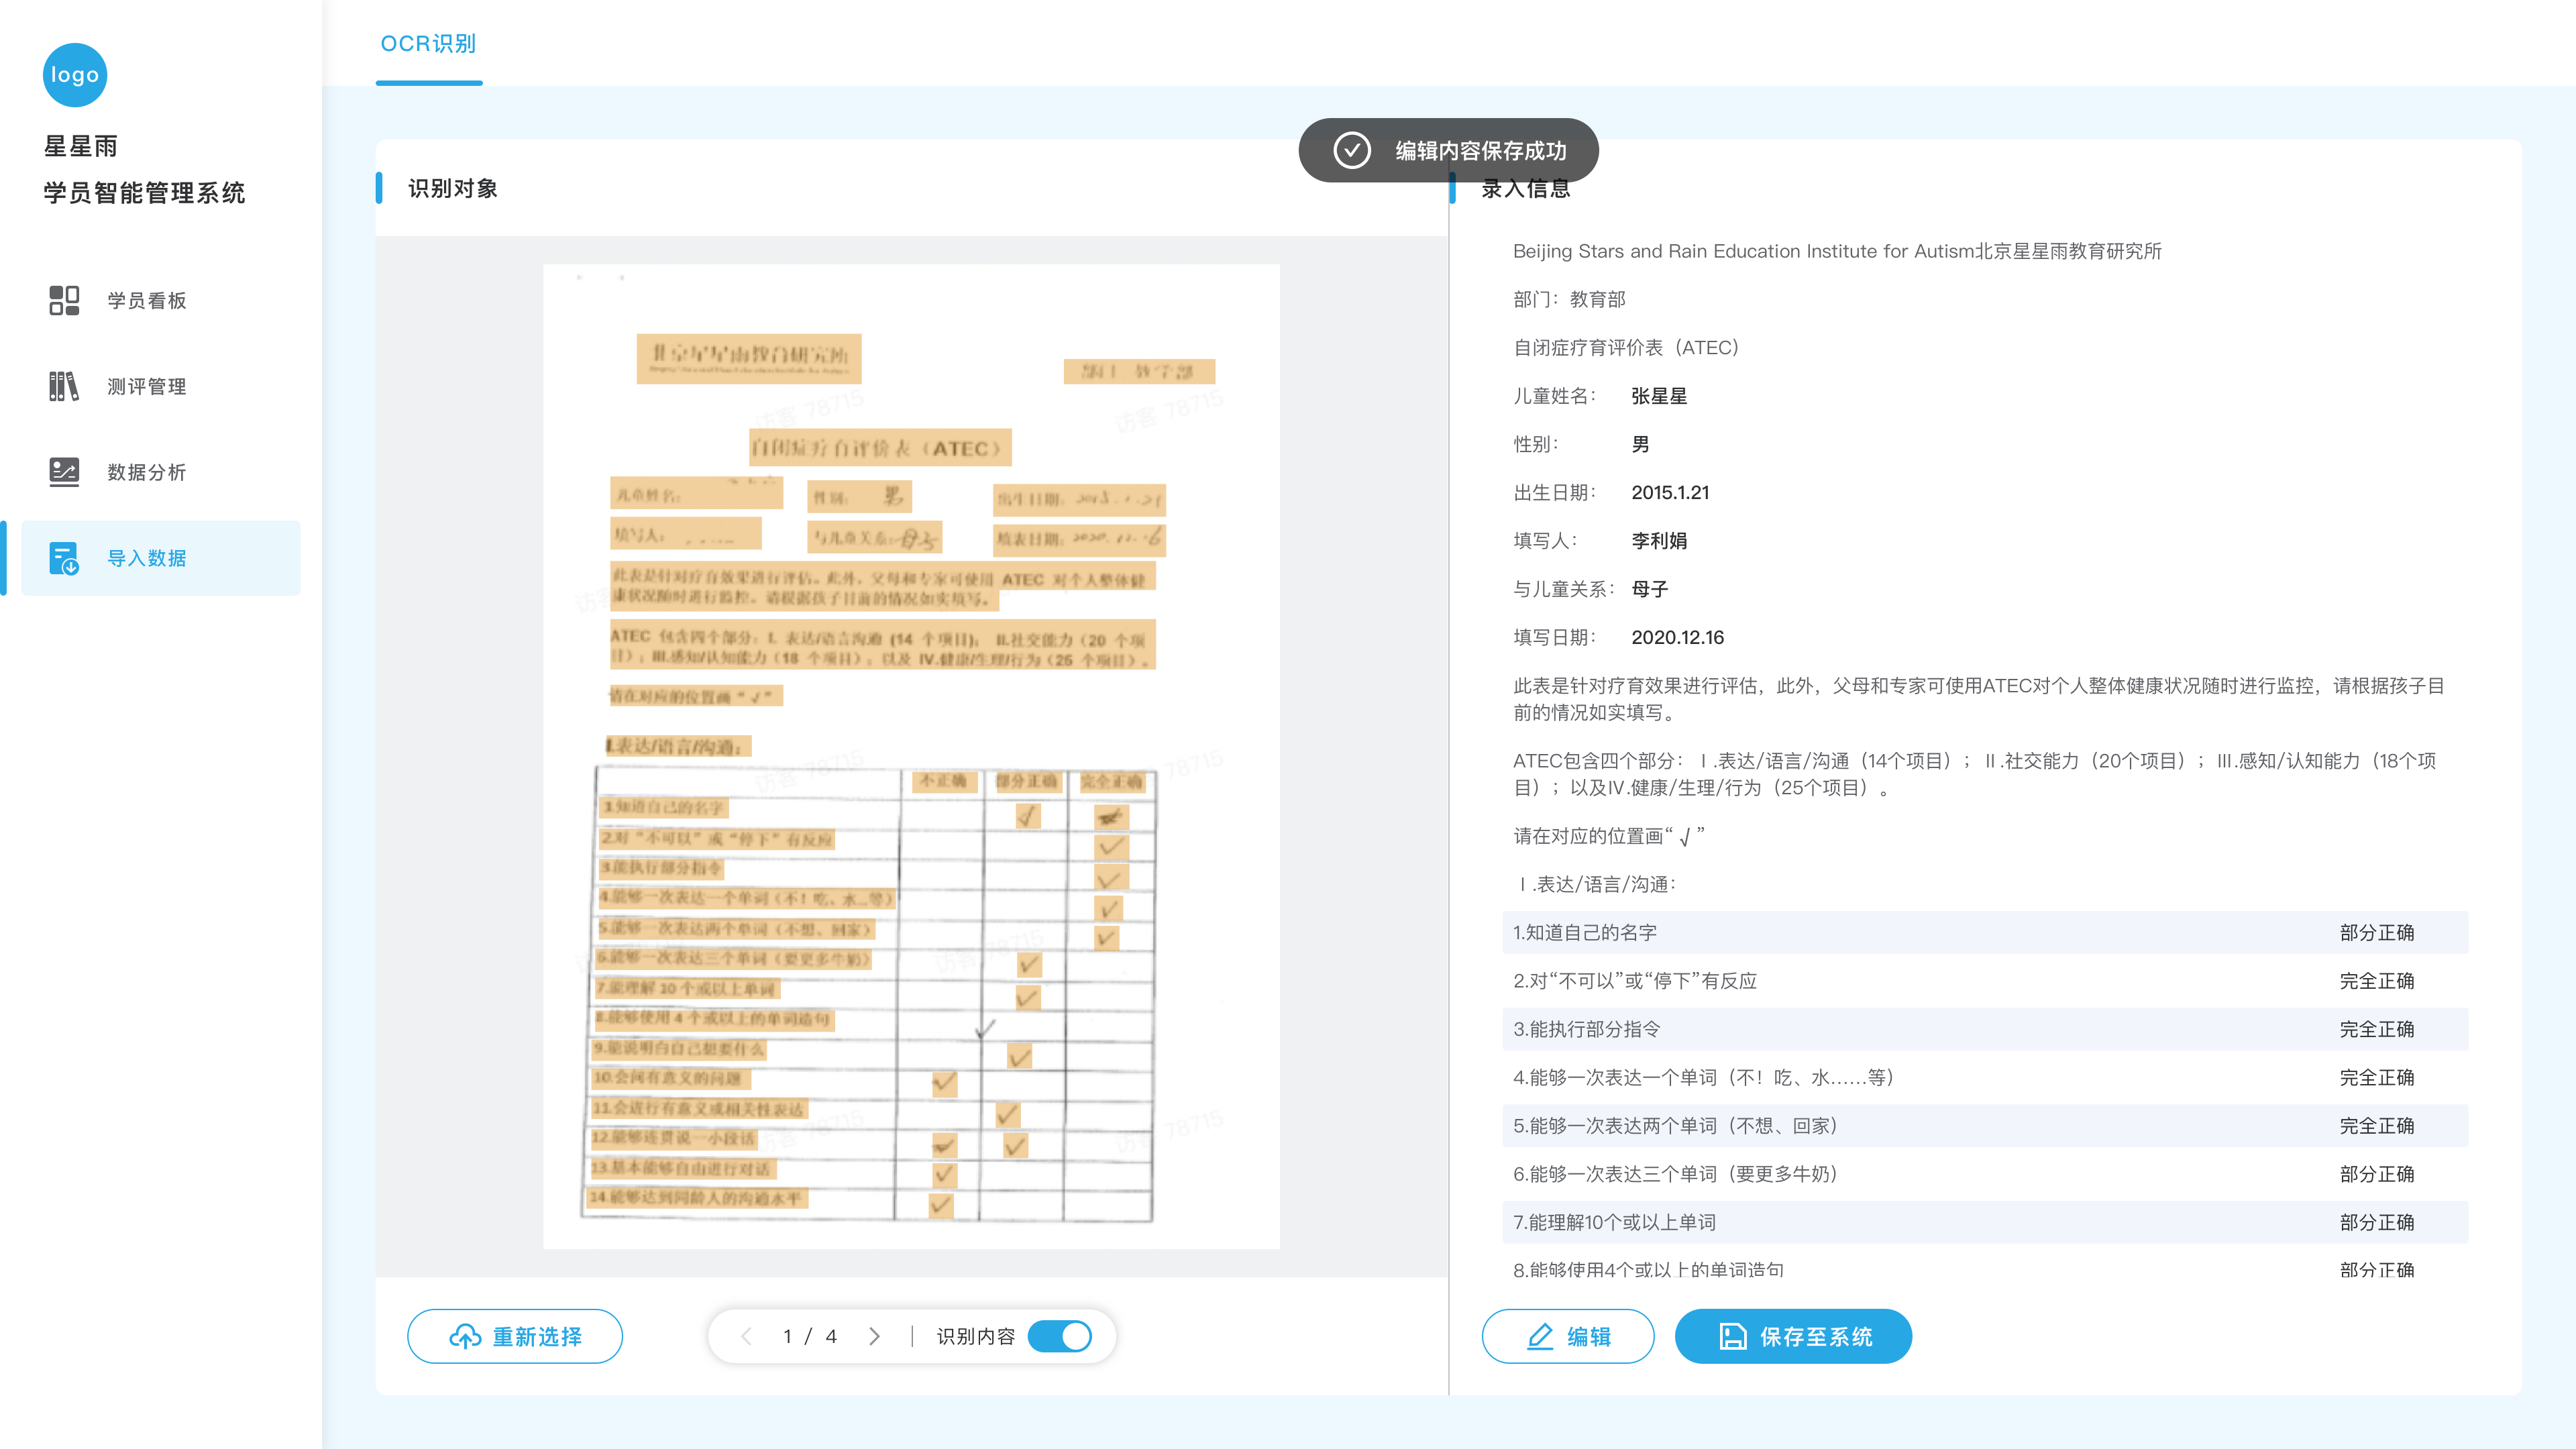 logo
星星雨
学员智能管理系统
学员看板
测评管理
数据分析
导入数据
OCR识别
编辑内容保存成功
识别对象
北京星星雨教育研究所
自闭症疗育评价表（ATEC）
儿童姓名：
性别： 男
出生日期：
填写人：
与儿童关系：
填表日期：
此表是针对疗育效果进行评估。此外，父母和专家可使用 ATEC 对个人整体健
康状况随时进行监控。请根据孩子目前的情况如实填写。
ATEC 包含四个部分：I. 表达/语言沟通 (14 个项目)； II.社交能力（20 个项
目）；III.感知/认知能力（18 个项目）；以及 IV.健康/生理/行为（25 个项目）。
请在对应的位置画“ √ ”
I.表达/语言/沟通：
不正确 部分正确 完全正确
1.知道自己的名字
2.对“不可以”或“停下”有反应
3.能执行部分指令
4.能够一次表达一个单词（不！吃、水...等）
5.能够一次表达两个单词（不想、回家）
6.能够一次表达三个单词（要更多牛奶）
7.能理解 10 个或以上单词
8.能够使用 4 个或以上的单词造句
9.能说明白自己想要什么
10.会问有意义的问题
11.会进行有意义或相关性表达
12.能够连贯说一小段话
13.基本能够自由进行对话
14.能够达到同龄人的沟通水平
访客 78715
访客 78715
访客 78715
78715
访客 78715
访客 78715
访客 78715
重新选择
1 / 4
识别内容
录入信息
Beijing Stars and Rain Education Institute for Autism北京星星雨教育研究所
部门：教育部
自闭症疗育评价表（ATEC）
儿童姓名： 张星星
性别： 男
出生日期： 2015.1.21
填写人： 李利娟
与儿童关系： 母子
填写日期： 2020.12.16
此表是针对疗育效果进行评估，此外，父母和专家可使用ATEC对个人整体健康状况随时进行监控，请根据孩子目
前的情况如实填写。
ATEC包含四个部分：Ⅰ.表达/语言/沟通（14个项目）；Ⅱ.社交能力（20个项目）；Ⅲ.感知/认知能力（18个项
目）；以及Ⅳ.健康/生理/行为（25个项目）。
请在对应的位置画“ √ ”
Ⅰ.表达/语言/沟通：
1.知道自己的名字 部分正确
2.对“不可以”或“停下”有反应 完全正确
3.能执行部分指令 完全正确
4.能够一次表达一个单词（不！吃、水……等） 完全正确
5.能够一次表达两个单词（不想、回家） 完全正确
6.能够一次表达三个单词（要更多牛奶） 部分正确
7.能理解10个或以上单词 部分正确
8.能够使用4个或以上的单词造句 部分正确
编辑
保存至系统